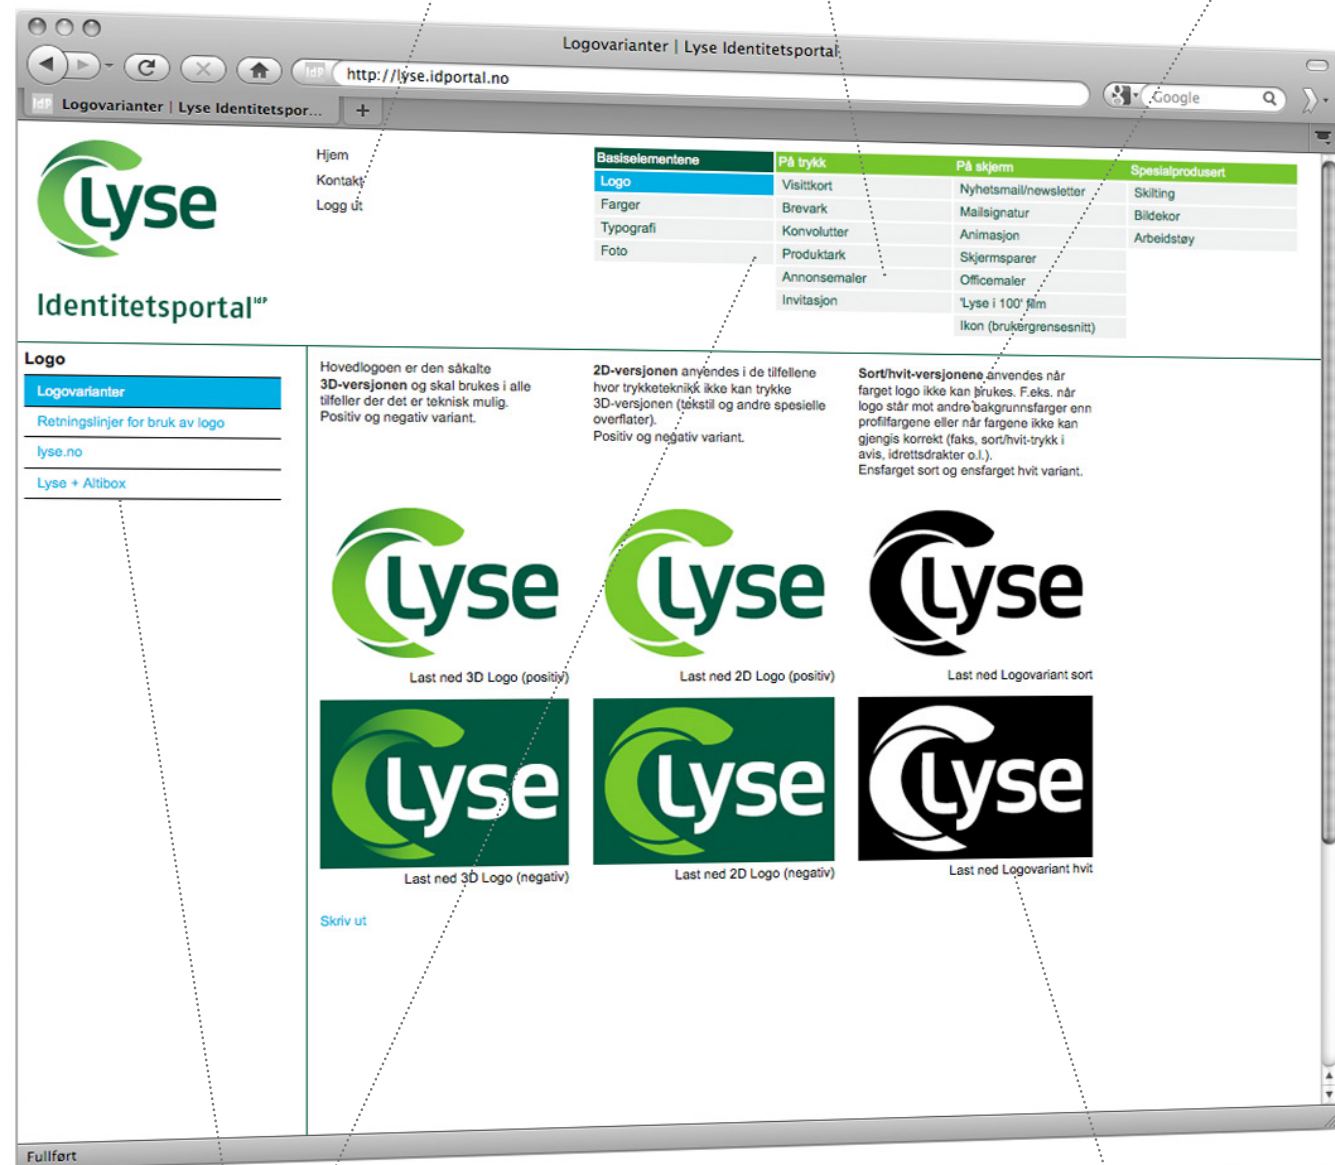 Logovarianter | Lyse Identitetsportal
IdP
http://lyse.idportal.no
Google
IdP Logovarianter | Lyse Identitetspor...
+
Lyse
Identitetsportal IdP
Hjem
Kontakt
Logg ut
Basiselementene
Logo
Farger
Typografi
Foto
På trykk
Visittkort
Brevark
Konvolutter
Produktark
Annonsemaler
Invitasjon
På skjerm
Nyhetsmail/newsletter
Mailsignatur
Animasjon
Skjermsparer
Officemaler
'Lyse i 100' film
Ikon (brukergrensesnitt)
Spesialprodusert
Skilting
Bildekor
Arbeidstøy
Logo
Logovarianter
Retningslinjer for bruk av logo
lyse.no
Lyse + Altibox
Hovedlogoen er den såkalte
3D-versjonen og skal brukes i alle
tilfeller der det er teknisk mulig.
Positiv og negativ variant.
2D-versjonen anvendes i de tilfellene
hvor trykketeknikk ikke kan trykke
3D-versjonen (tekstil og andre spesielle
overflater).
Positiv og negativ variant.
Sort/hvit-versjonene anvendes når
farget logo ikke kan brukes. F.eks. når
logo står mot andre bakgrunnsfarger enn
profilfargene eller når fargene ikke kan
gjengis korrekt (faks, sort/hvit-trykk i
avis, idrettsdrakter o.l.).
Ensfarget sort og ensfarget hvit variant.
Lyse
Last ned 3D Logo (positiv)
Lyse
Last ned 2D Logo (positiv)
Lyse
Last ned Logovariant sort
Lyse
Last ned 3D Logo (negativ)
Lyse
Last ned 2D Logo (negativ)
Lyse
Last ned Logovariant hvit
Skriv ut
Fullført